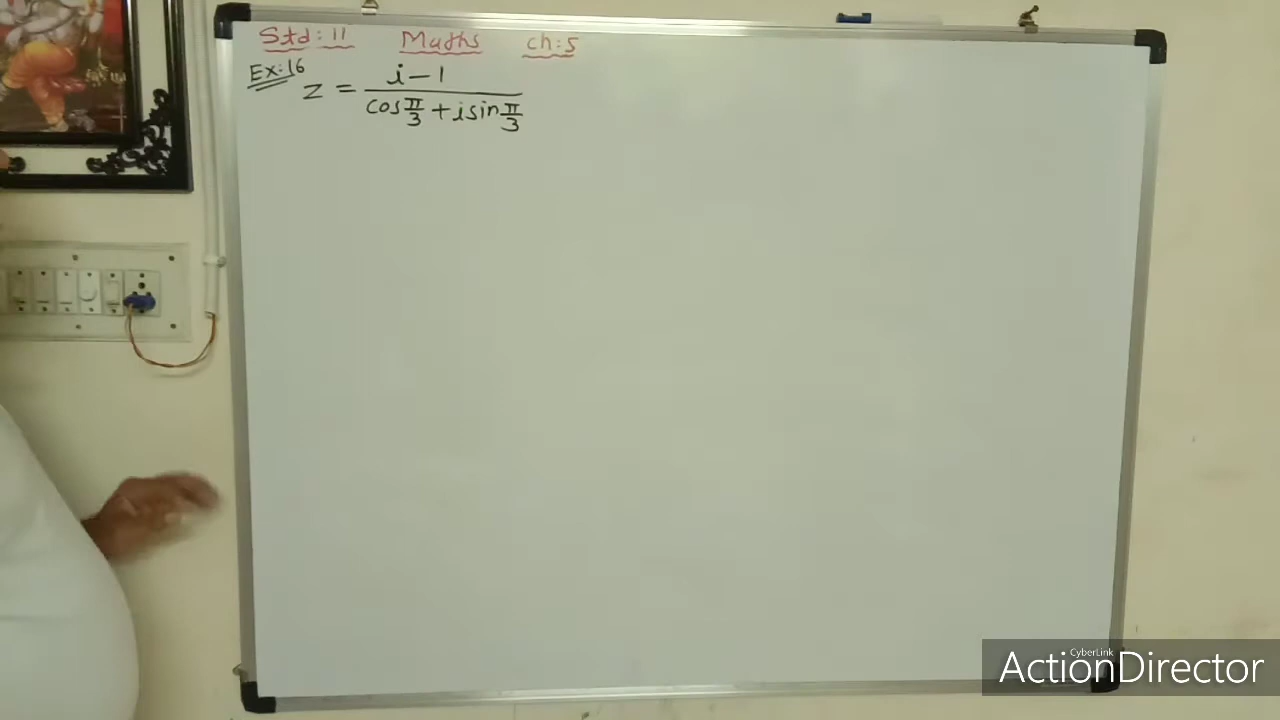 Std: 11 Maths Ch: 5
Ex: 16
z = (i - 1) / (cos π/3 + i sin π/3)
CyberLink
ActionDirector